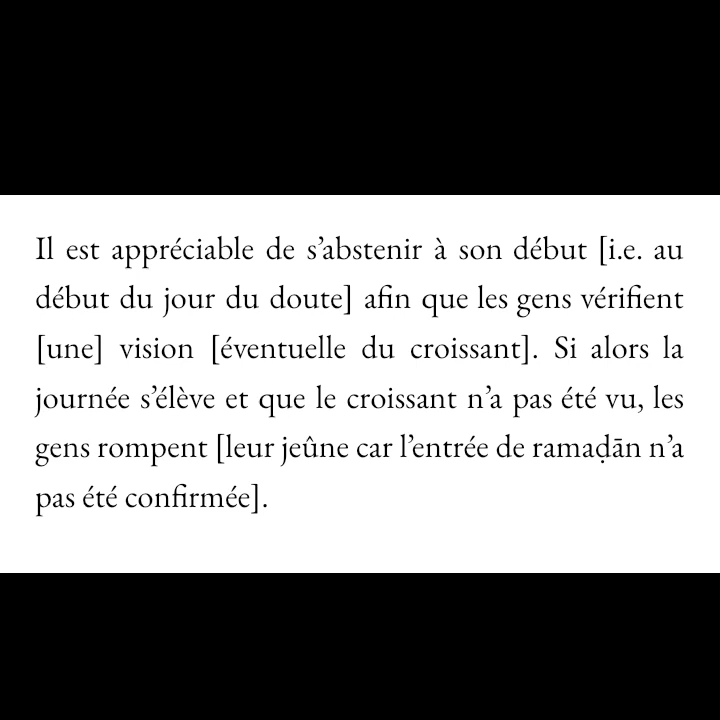 Il est appréciable de s’abstenir à son début [i.e. au
début du jour du doute] afin que les gens vérifient
[une] vision [éventuelle du croissant]. Si alors la
journée s’élève et que le croissant n’a pas été vu, les
gens rompent [leur jeûne car l’entrée de ramaḍān n’a
pas été confirmée].